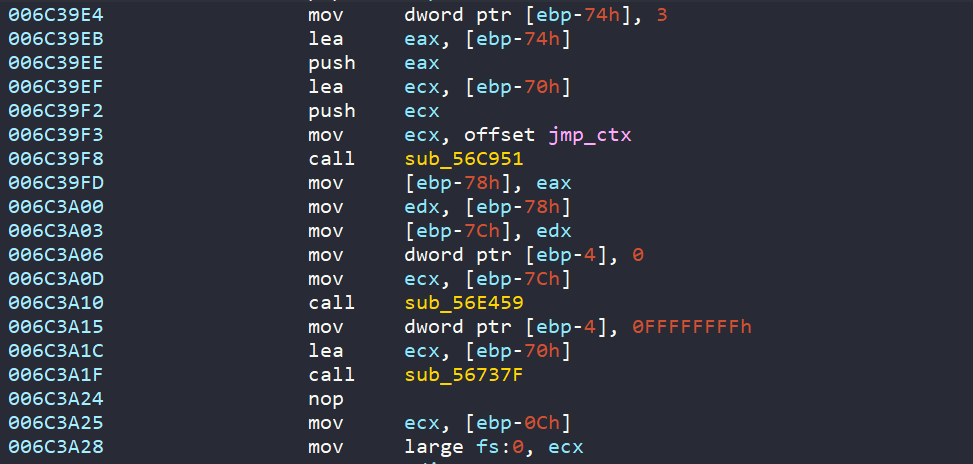 006C39E4 mov dword ptr [ebp-74h], 3
006C39EB lea eax, [ebp-74h]
006C39EE push eax
006C39EF lea ecx, [ebp-70h]
006C39F2 push ecx
006C39F3 mov ecx, offset jmp_ctx
006C39F8 call sub_56C951
006C39FD mov [ebp-78h], eax
006C3A00 mov edx, [ebp-78h]
006C3A03 mov [ebp-7Ch], edx
006C3A06 mov dword ptr [ebp-4], 0
006C3A0D mov ecx, [ebp-7Ch]
006C3A10 call sub_56E459
006C3A15 mov dword ptr [ebp-4], 0FFFFFFFFh
006C3A1C lea ecx, [ebp-70h]
006C3A1F call sub_56737F
006C3A24 nop
006C3A25 mov ecx, [ebp-0Ch]
006C3A28 mov large fs:0, ecx